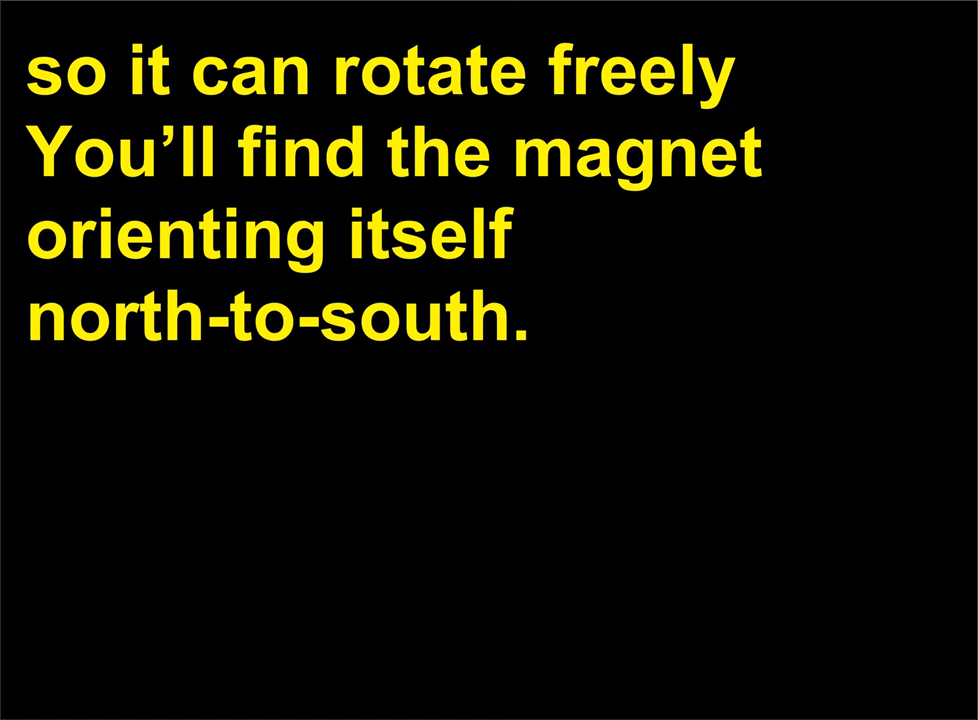 so it can rotate freely
You’ll find the magnet
orienting itself
north-to-south.